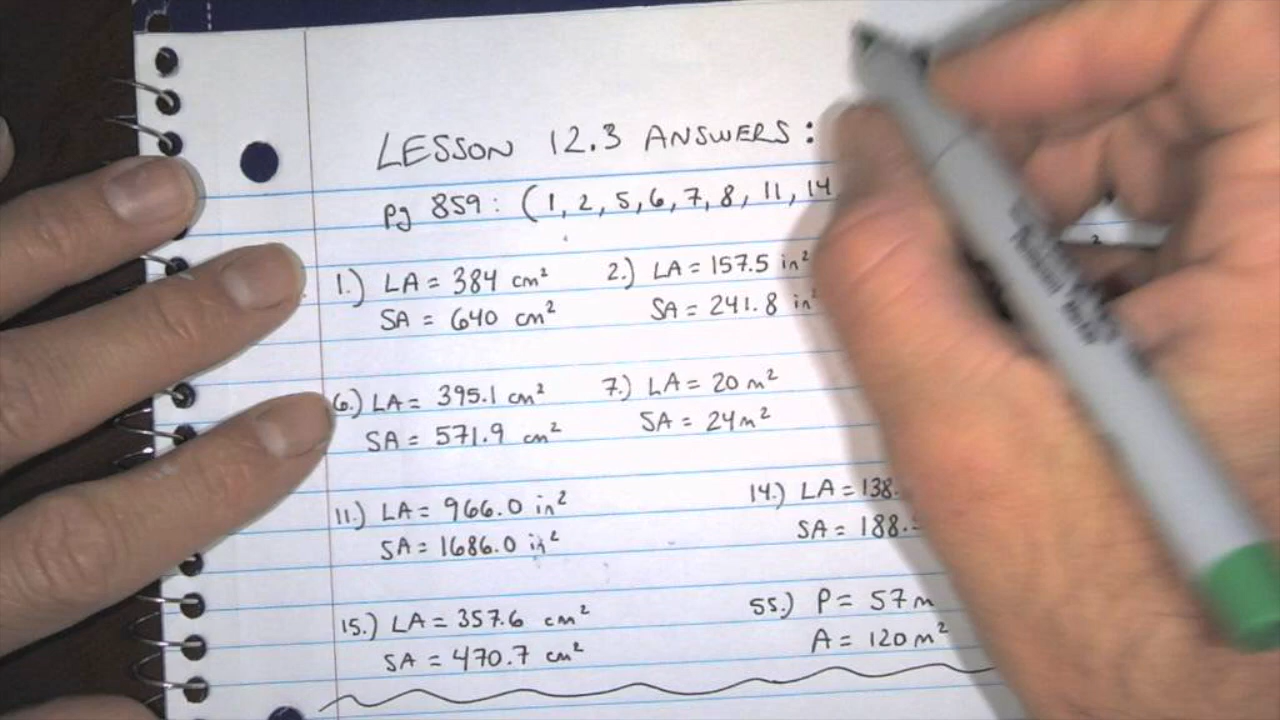 LESSON 12.3 ANSWERS:
pg 859: (1, 2, 5, 6, 7, 8, 11, 14
1.) LA = 384 cm² 2.) LA = 157.5 in²
SA = 640 cm² SA = 241.8 in²
6.) LA = 395.1 cm² 7.) LA = 20 m²
SA = 571.9 cm² SA = 24 m²
11.) LA = 966.0 in² 14.) LA = 138.
SA = 1686.0 in² SA = 188.
15.) LA = 357.6 cm² 55.) P = 57 m
SA = 470.7 cm² A = 120 m²